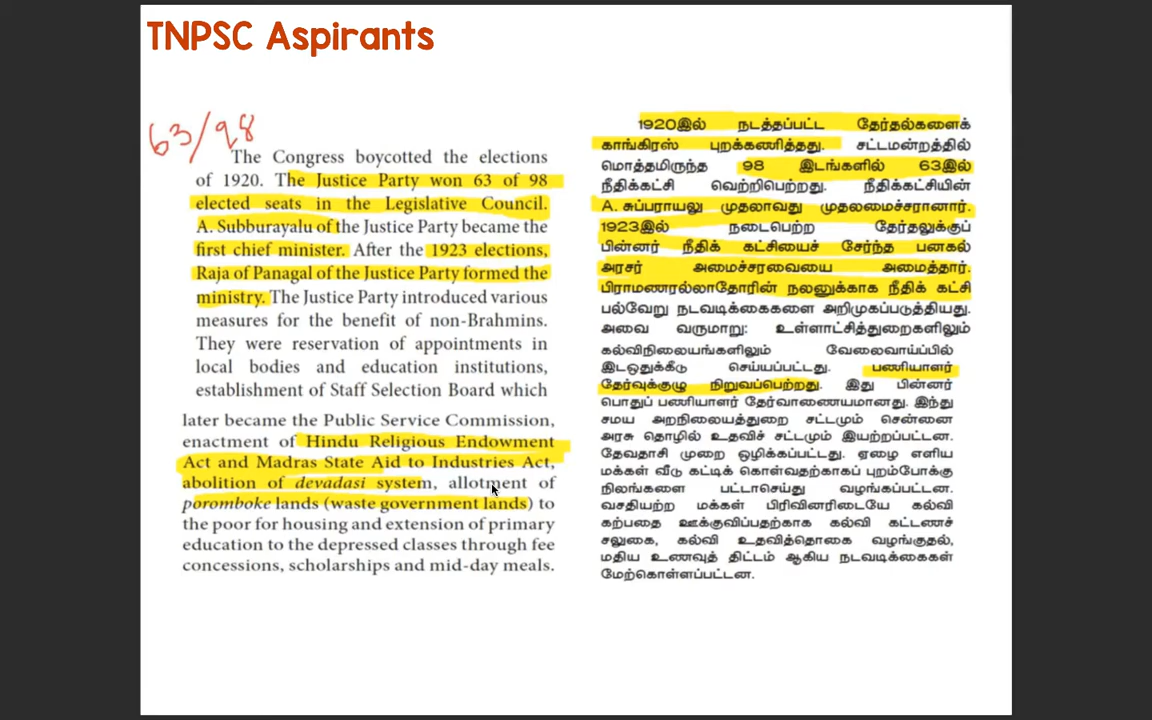 TNPSC Aspirants
63/98
The Congress boycotted the elections
of 1920. The Justice Party won 63 of 98
elected seats in the Legislative Council.
A. Subburayalu of the Justice Party became the
first chief minister. After the 1923 elections,
Raja of Panagal of the Justice Party formed the
ministry. The Justice Party introduced various
measures for the benefit of non-Brahmins.
They were reservation of appointments in
local bodies and education institutions,
establishment of Staff Selection Board which
later became the Public Service Commission,
enactment of Hindu Religious Endowment
Act and Madras State Aid to Industries Act,
abolition of devadasi system, allotment of
poromboke lands (waste government lands) to
the poor for housing and extension of primary
education to the depressed classes through fee
concessions, scholarships and mid-day meals.
1920இல் நடத்தப்பட்ட தேர்தல்களைக்
காங்கிரஸ் புறக்கணித்தது. சட்டமன்றத்தில்
மொத்தமிருந்த 98 இடங்களில் 63இல்
நீதிக்கட்சி வெற்றிபெற்றது. நீதிக்கட்சியின்
A. சுப்பராயலு முதலாவது முதலமைச்சரானார்.
1923இல் நடைபெற்ற தேர்தலுக்குப்
பின்னர் நீதிக் கட்சியைச் சேர்ந்த பனகல்
அரசர் அமைச்சரவையை அமைத்தார்.
பிராமணரல்லாதோரின் நலனுக்காக நீதிக் கட்சி
பல்வேறு நடவடிக்கைகளை அறிமுகப்படுத்தியது.
அவை வருமாறு: உள்ளாட்சித்துறைகளிலும்
கல்விநிலையங்களிலும் வேலைவாய்ப்பில்
இடஒதுக்கீடு செய்யப்பட்டது. பணியாளர்
தேர்வுக்குழு நிறுவப்பெற்றது. இது பின்னர்
பொதுப் பணியாளர் தேர்வாணையமானது. இந்து
சமய அறநிலையத்துறை சட்டமும் சென்னை
அரசு தொழில் உதவிச் சட்டமும் இயற்றப்பட்டன.
தேவதாசி முறை ஒழிக்கப்பட்டது. ஏழை எளிய
மக்கள் வீடு கட்டிக் கொள்வதற்காகப் புறம்போக்கு
நிலங்களை பட்டாசெய்து வழங்கப்பட்டன.
வசதியற்ற மக்கள் பிரிவினரிடையே கல்வி
கற்பதை ஊக்குவிப்பதற்காக கல்வி கட்டணச்
சலுகை, கல்வி உதவித்தொகை வழங்குதல்,
மதிய உணவுத் திட்டம் ஆகிய நடவடிக்கைகள்
மேற்கொள்ளப்பட்டன.